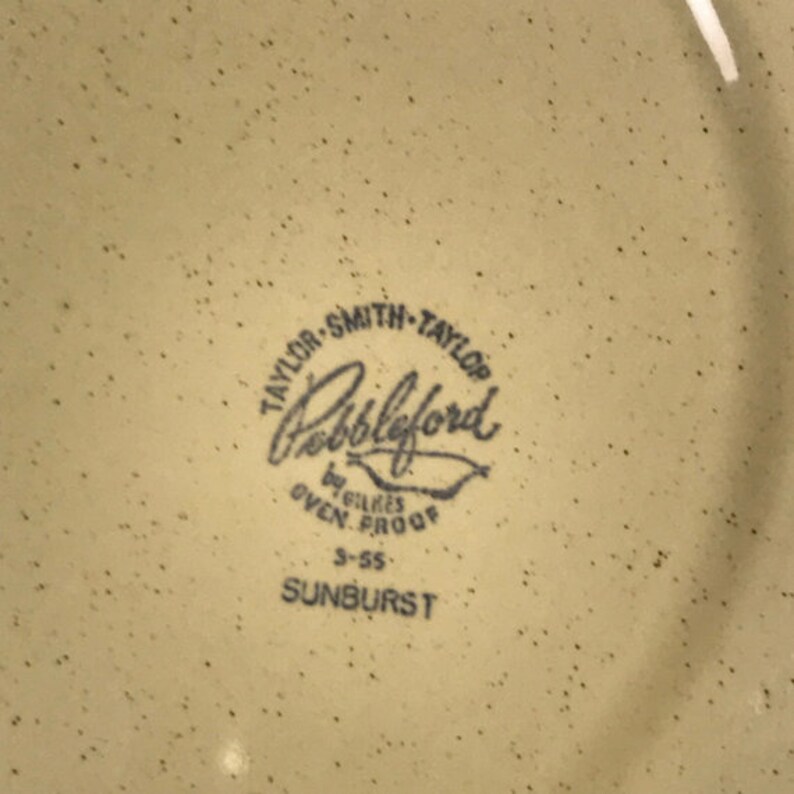 TAYLOR·SMITH·TAYLOR
Pebbleford
by GILKES
OVEN PROOF
3-55
SUNBURST